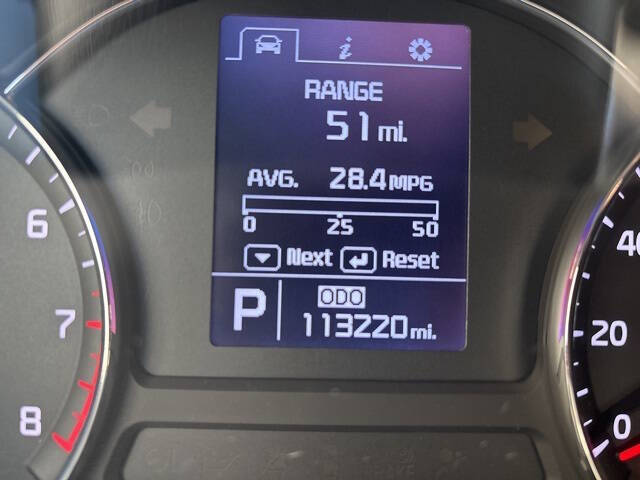 i
RANGE
51 mi.
AVG. 28.4 MPG
0 25 50
Next Reset
P ODO
113220 mi.
6
7
8
40
20
0